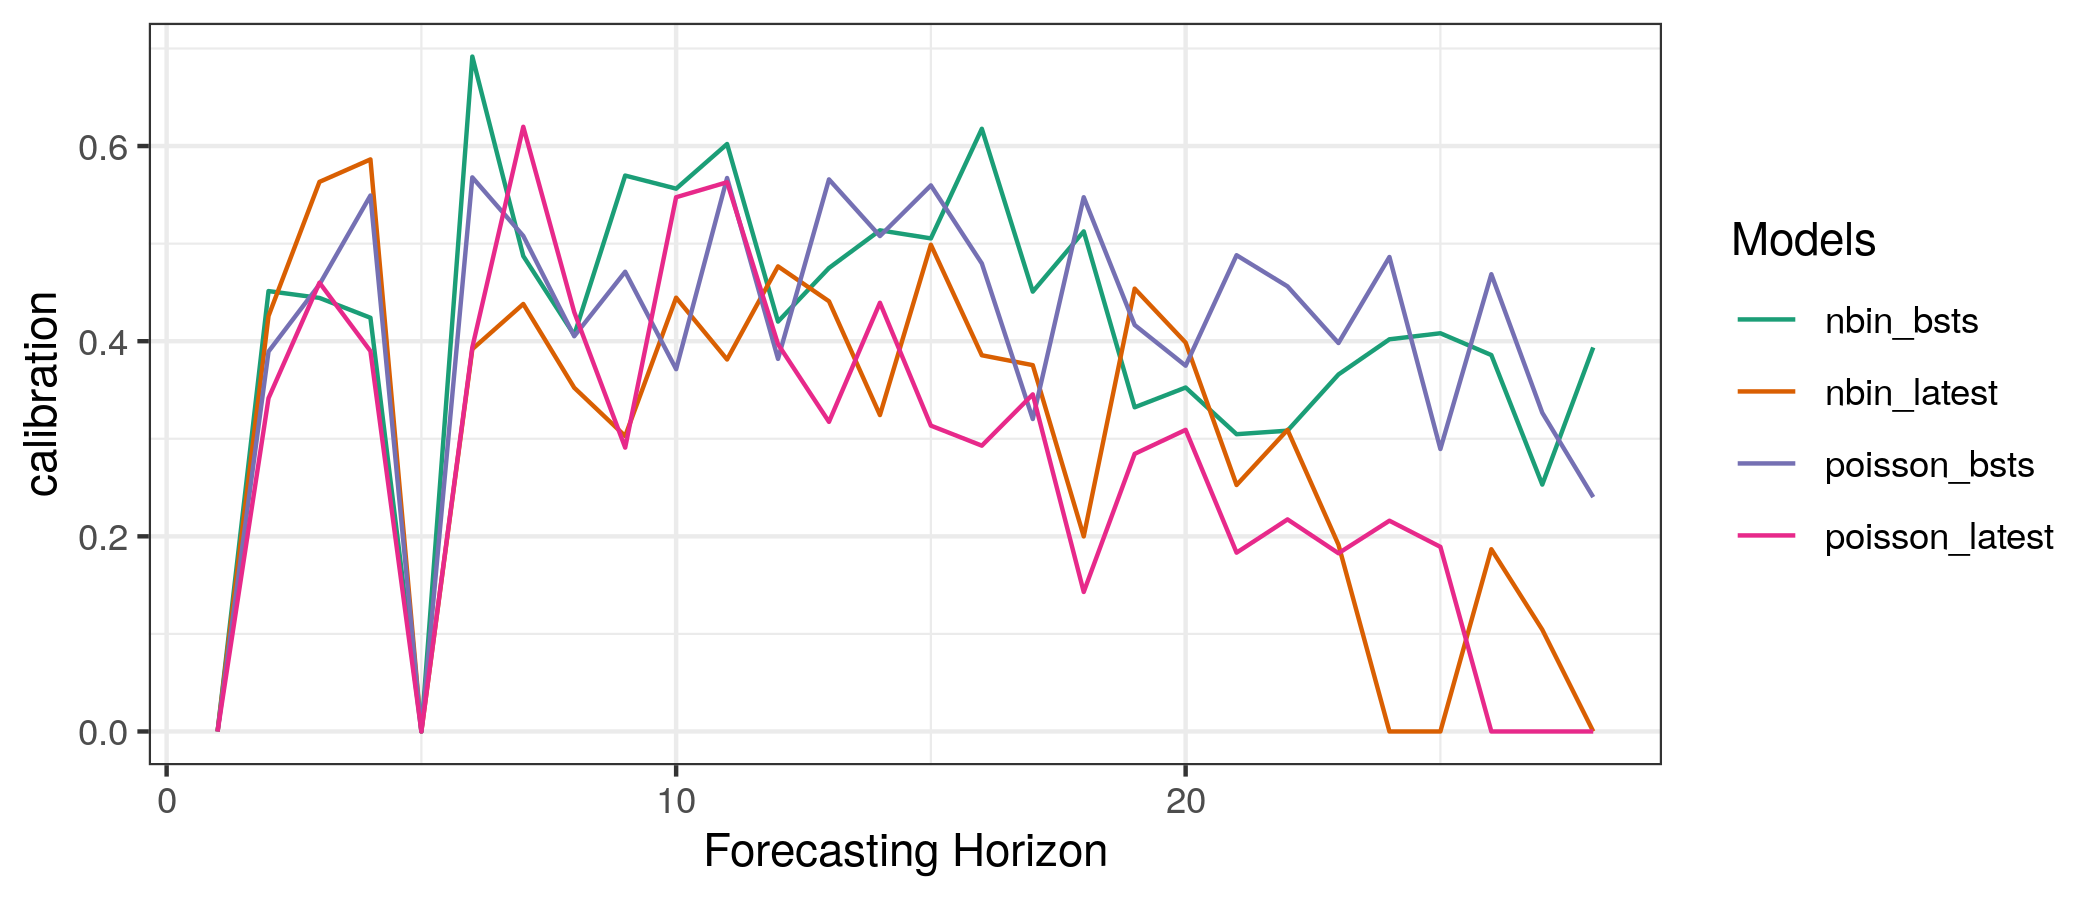 calibration
0.6
0.4
0.2
0.0
0
10
20
Forecasting Horizon
Models
nbin_bsts
nbin_latest
poisson_bsts
poisson_latest